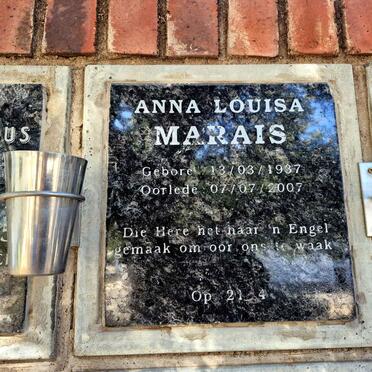 US
ANNA LOUISA
MARAIS
Gebore 13/03/1937
Oorlede 07/07/2007
Die Here het haar 'n Engel
gemaak om oor ons te waak
Op 21 4